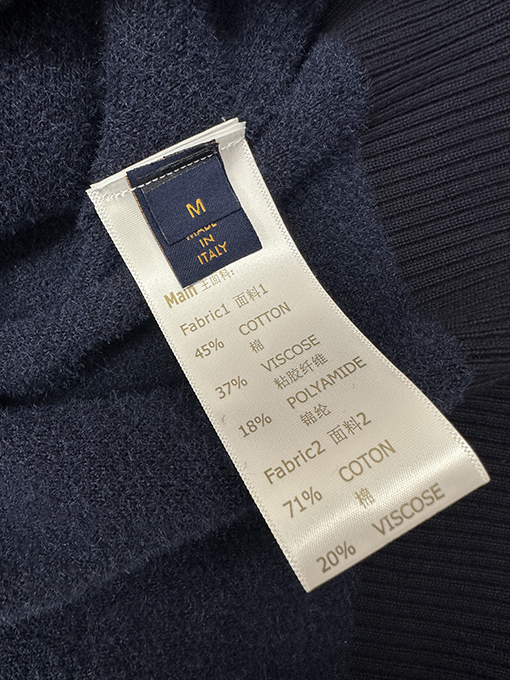 M
MADE
IN
ITALY
Main 主面料:
Fabric1 面料1
45% COTTON
棉
37% VISCOSE
粘胶纤维
18% POLYAMIDE
锦纶
Fabric2 面料2
71% COTON
棉
20% VISCOSE